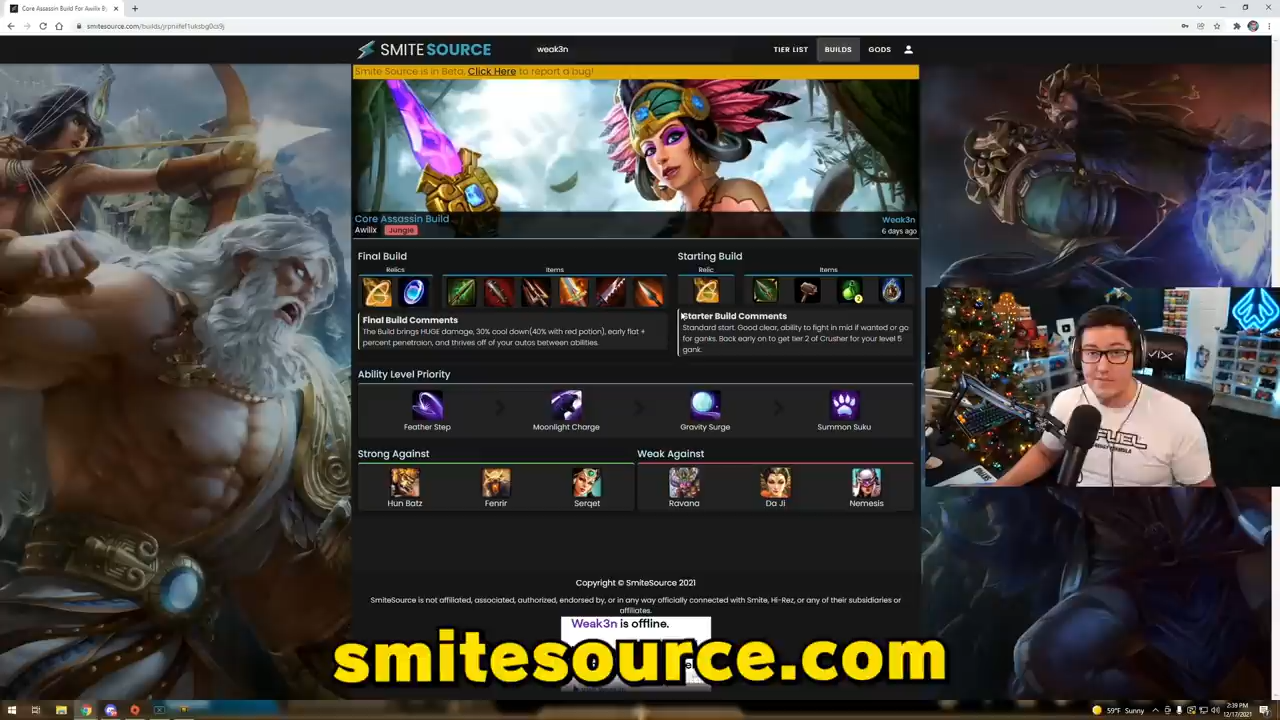 Core Assassin Build For Awilix By
smitesource.com/builds/jrpniifef1uksbg0ci9j
SMITE SOURCE
weak3n
TIER LIST
BUILDS
GODS
Smite Source is in Beta, Click Here to report a bug!
Core Assassin Build
Awilix
Jungle
Weak3n
6 days ago
Final Build
Relics
Items
Starting Build
Relic
Items
Final Build Comments
The Build brings HUGE damage, 30% cool down(40% with red potion), early flat +
percent penetraion, and thrives off of your autos between abilities.
Starter Build Comments
Standard start. Good clear, ability to fight in mid if wanted or go
for ganks. Back early on to get tier 2 of Crusher for your level 5
gank.
Ability Level Priority
Feather Step
Moonlight Charge
Gravity Surge
Summon Suku
Strong Against
Hun Batz
Fenrir
Serqet
Weak Against
Ravana
Da Ji
Nemesis
Copyright © SmiteSource 2021
SmiteSource is not affiliated, associated, authorized, endorsed by, or in any way officially connected with Smite, Hi-Rez, or any of their subsidiaries or
affiliates.
Weak3n is offline.
smitesource.com
59°F Sunny
2:39 PM
12/17/2021